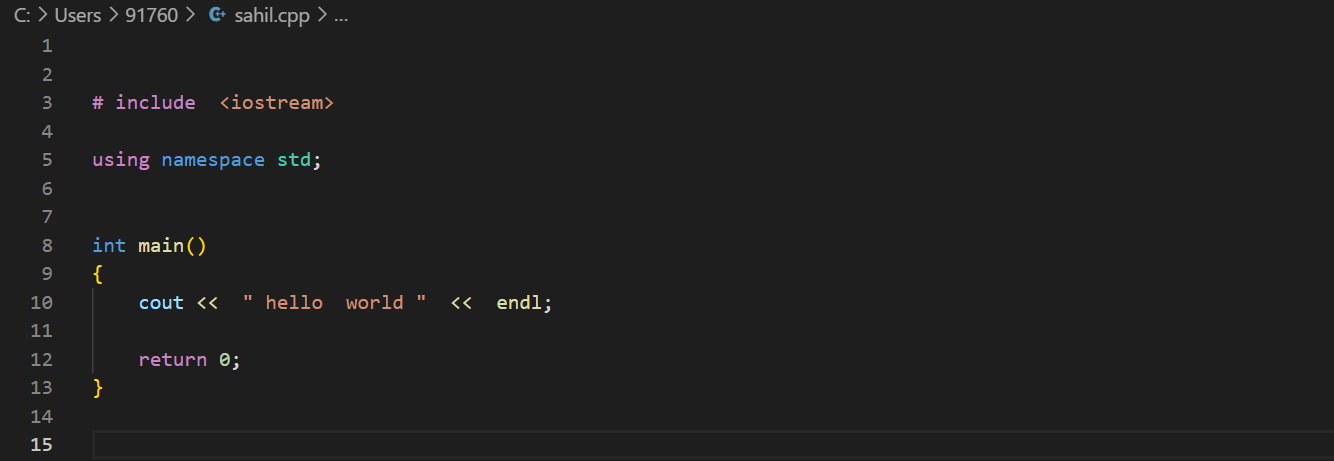 C: > Users > 91760 > sahil.cpp > ...
1
2
3 # include  <iostream>
4
5 using namespace std;
6
7
8 int main()
9 {
10     cout <<  " hello  world "  <<  endl;
11
12     return 0;
13 }
14
15